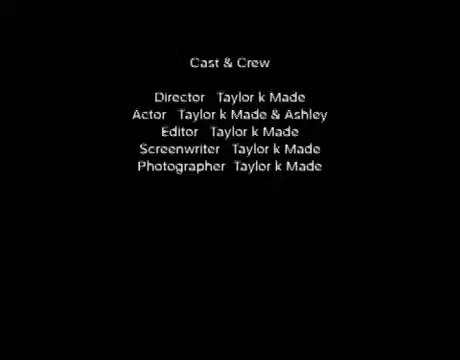 Cast & Crew
Director Taylor k Made
Actor Taylor k Made & Ashley
Editor Taylor k Made
Screenwriter Taylor k Made
Photographer Taylor k Made